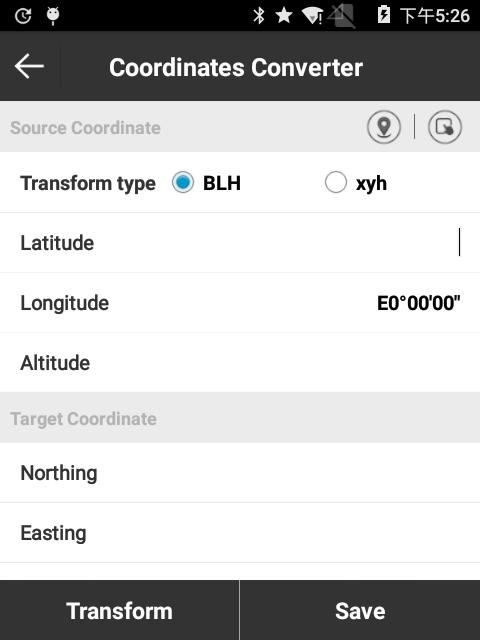 下午5:26
Coordinates Converter
Source Coordinate
Transform type BLH xyh
Latitude
Longitude E0°00'00"
Altitude
Target Coordinate
Northing
Easting
Transform Save